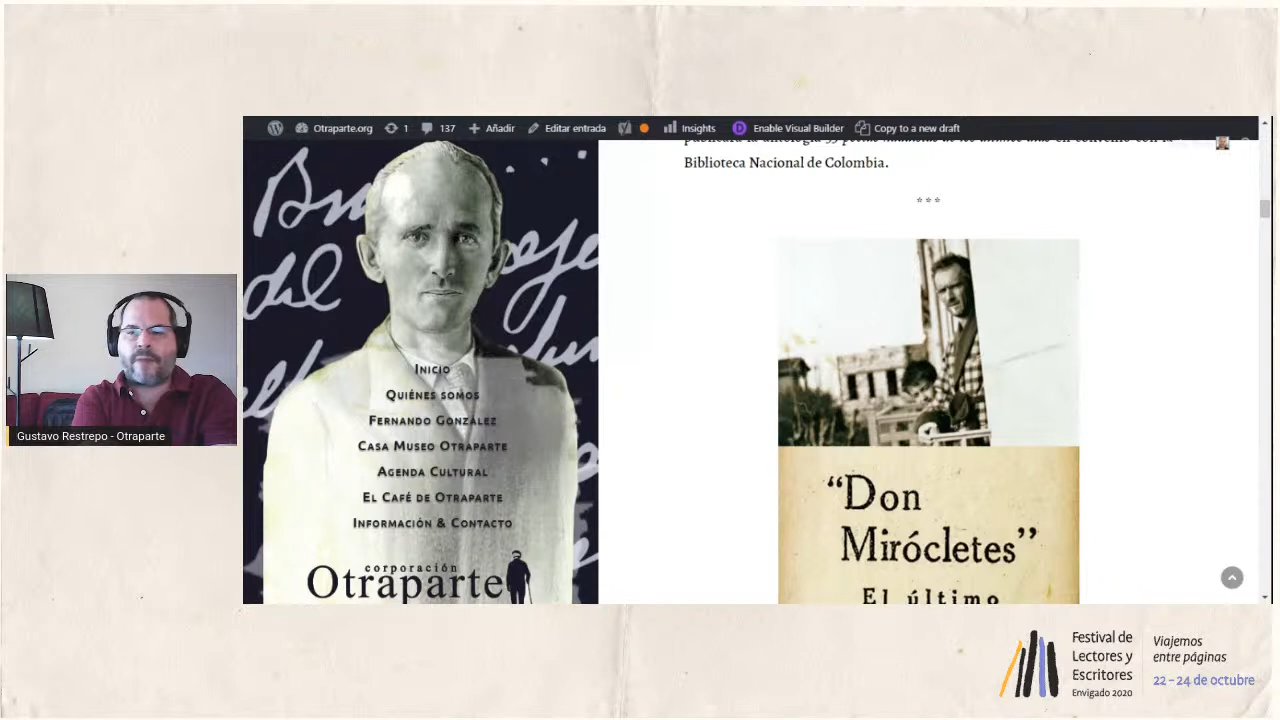 Otraparte.org
1
137
Añadir
Editar entrada
Insights
Enable Visual Builder
Copy to a new draft
Biblioteca Nacional de Colombia.
* * *
Inicio
Quiénes somos
Fernando González
Casa Museo Otraparte
Agenda Cultural
El Café de Otraparte
Información & Contacto
corporación
Otraparte
"Don
Mirócletes"
El último
Gustavo Restrepo - Otraparte
Festival de
Lectores y
Escritores
Envigado 2020
Viajemos
entre páginas
22 – 24 de octubre